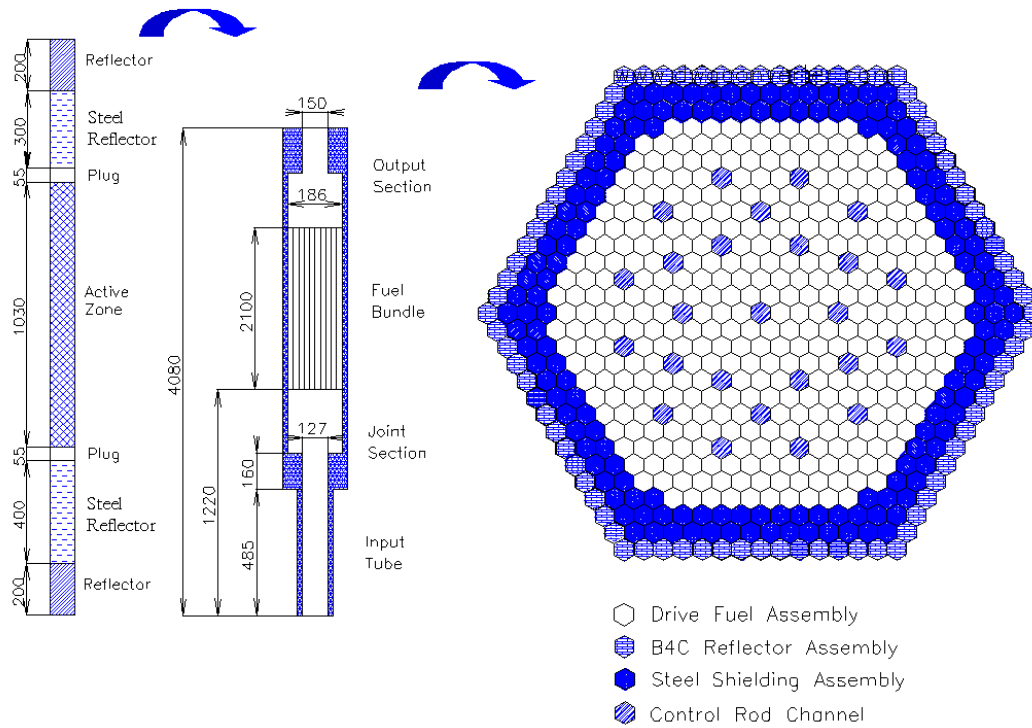 200
Reflector
300
Steel
Reflector
55
Plug
1030
Active
Zone
55
Plug
400
Steel
Reflector
200
Reflector
150
Output
Section
186
4080
2100
Fuel
Bundle
127
Joint
Section
160
1220
485
Input
Tube
Drive Fuel Assembly
B4C Reflector Assembly
Steel Shielding Assembly
Control Rod Channel